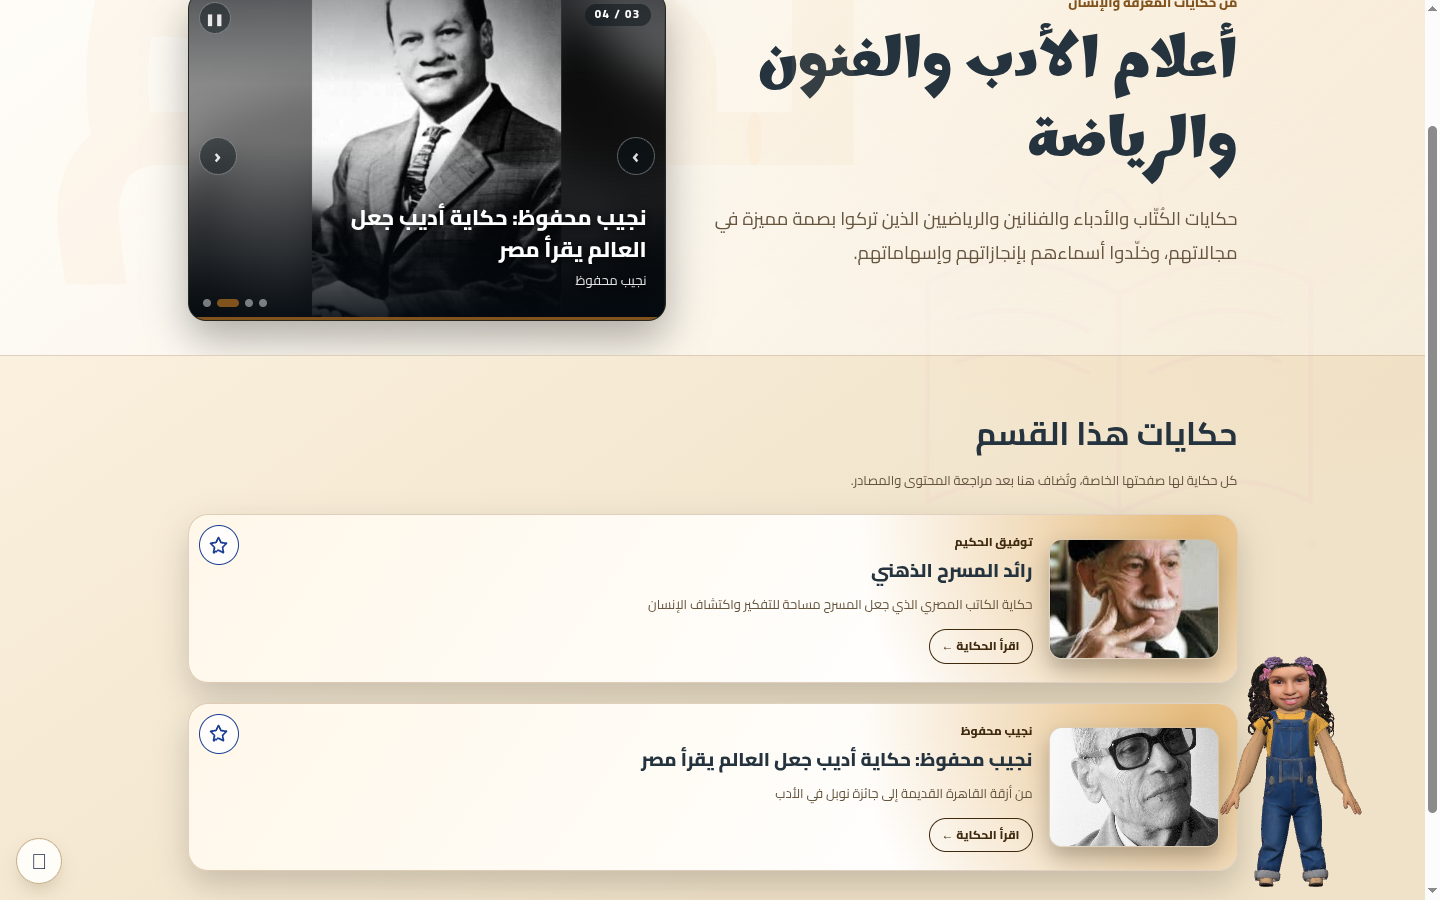 من حكايات المعرفة والإنسان
أعلام الأدب والفنون
والرياضة
حكايات الكُتّاب والأدباء والفنانين والرياضيين الذين تركوا بصمة مميزة في
مجالاتهم، وخلّدوا أسماءهم بإنجازاتهم وإسهاماتهم.
04 / 03
نجيب محفوظ: حكاية أديب جعل
العالم يقرأ مصر
نجيب محفوظ
حكايات هذا القسم
كل حكاية لها صفحتها الخاصة، وتُضاف هنا بعد مراجعة المحتوى والمصادر.
توفيق الحكيم
رائد المسرح الذهني
حكاية الكاتب المصري الذي جعل المسرح مساحة للتفكير واكتشاف الإنسان
اقرأ الحكاية ←
نجيب محفوظ
نجيب محفوظ: حكاية أديب جعل العالم يقرأ مصر
من أزقة القاهرة القديمة إلى جائزة نوبل في الأدب
اقرأ الحكاية ←